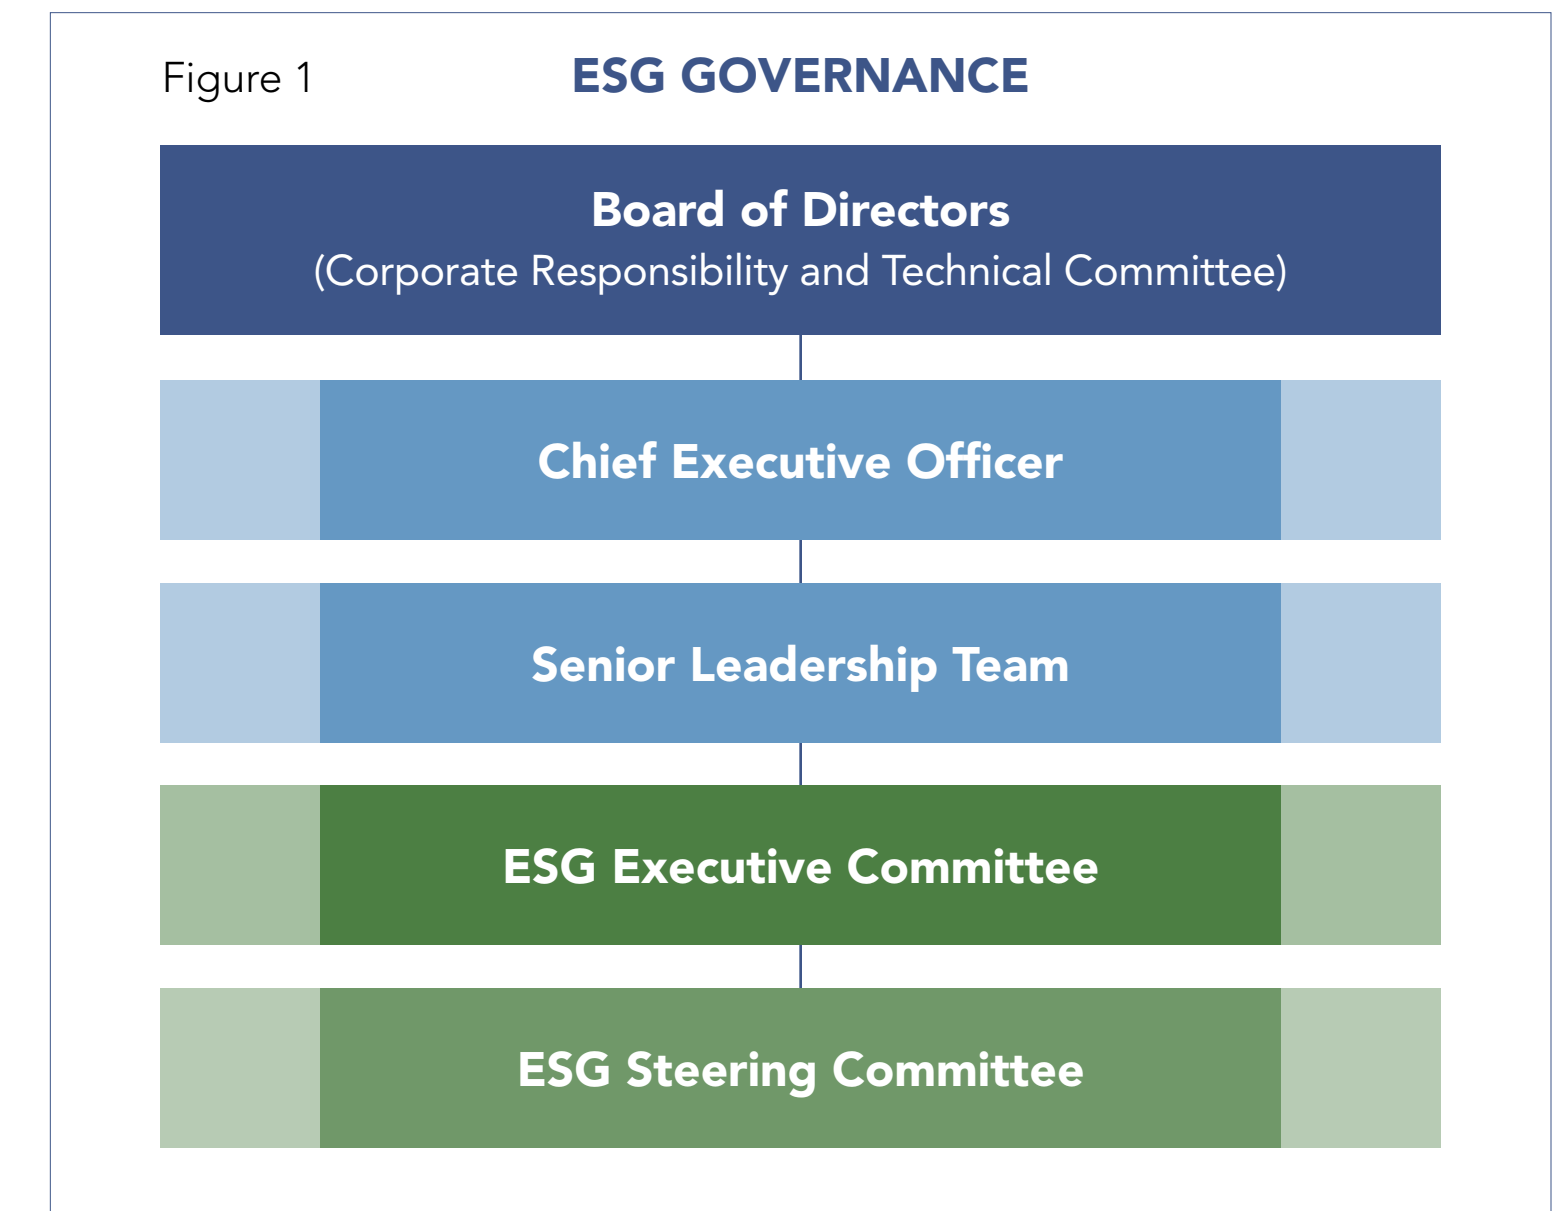 Figure 1
ESG GOVERNANCE
Board of Directors
(Corporate Responsibility and Technical Committee)
Chief Executive Officer
Senior Leadership Team
ESG Executive Committee
ESG Steering Committee